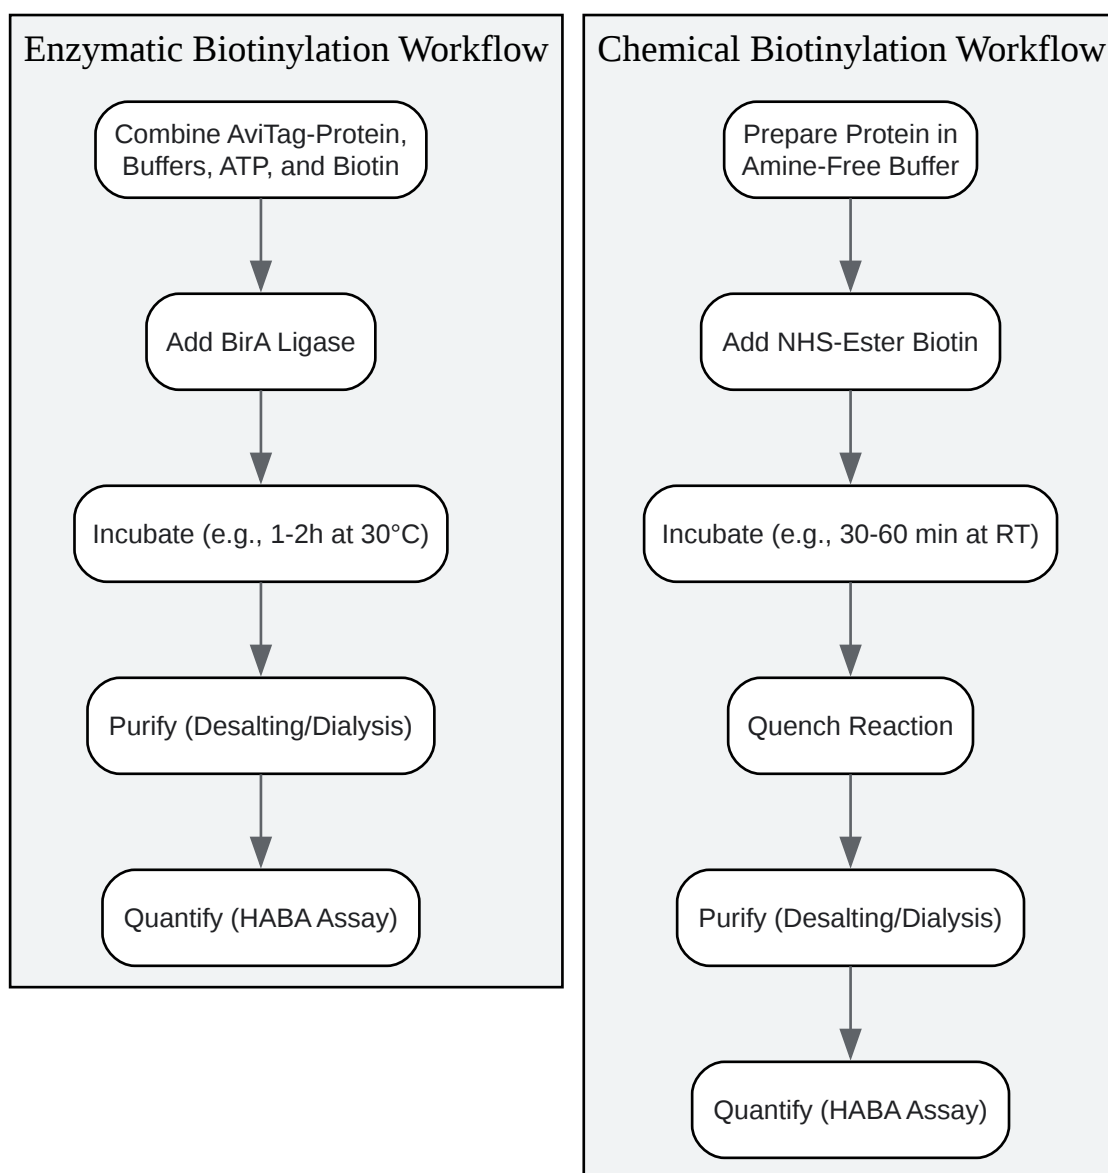 Enzymatic Biotinylation Workflow
Combine AviTag-Protein,
Buffers, ATP, and Biotin
Add BirA Ligase
Incubate (e.g., 1-2h at 30°C)
Purify (Desalting/Dialysis)
Quantify (HABA Assay)
Chemical Biotinylation Workflow
Prepare Protein in
Amine-Free Buffer
Add NHS-Ester Biotin
Incubate (e.g., 30-60 min at RT)
Quench Reaction
Purify (Desalting/Dialysis)
Quantify (HABA Assay)